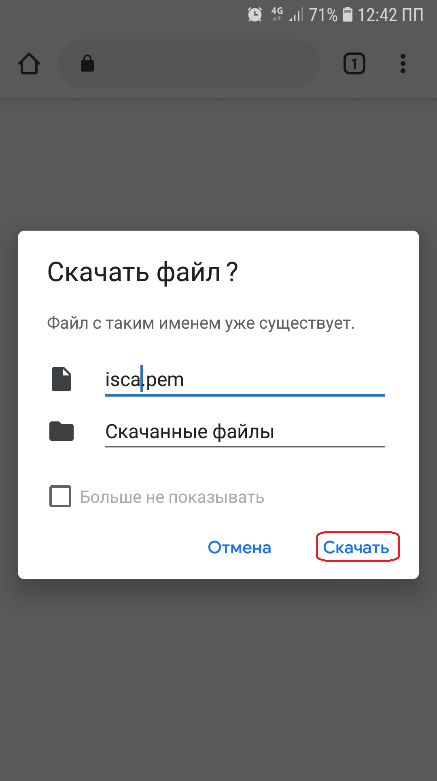 4G 71% 12:42 ПП
1
Скачать файл ?
Файл с таким именем уже существует.
isca.pem
Скачанные файлы
Больше не показывать
Отмена Скачать